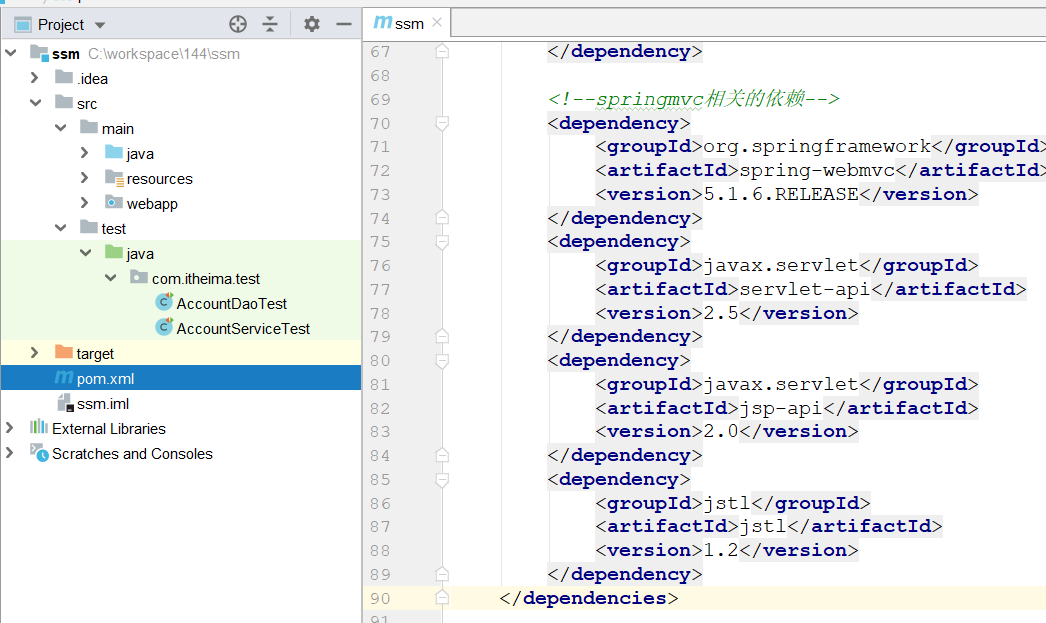 Project
ssm C:\workspace\144\ssm
.idea
src
main
java
resources
webapp
test
java
com.itheima.test
AccountDaoTest
AccountServiceTest
target
pom.xml
ssm.iml
External Libraries
Scratches and Consoles
ssm
67 </dependency>
68
69 <!--springmvc相关的依赖-->
70 <dependency>
71 <groupId>org.springframework</groupId>
72 <artifactId>spring-webmvc</artifactId>
73 <version>5.1.6.RELEASE</version>
74 </dependency>
75 <dependency>
76 <groupId>javax.servlet</groupId>
77 <artifactId>servlet-api</artifactId>
78 <version>2.5</version>
79 </dependency>
80 <dependency>
81 <groupId>javax.servlet</groupId>
82 <artifactId>jsp-api</artifactId>
83 <version>2.0</version>
84 </dependency>
85 <dependency>
86 <groupId>jstl</groupId>
87 <artifactId>jstl</artifactId>
88 <version>1.2</version>
89 </dependency>
90 </dependencies>
91